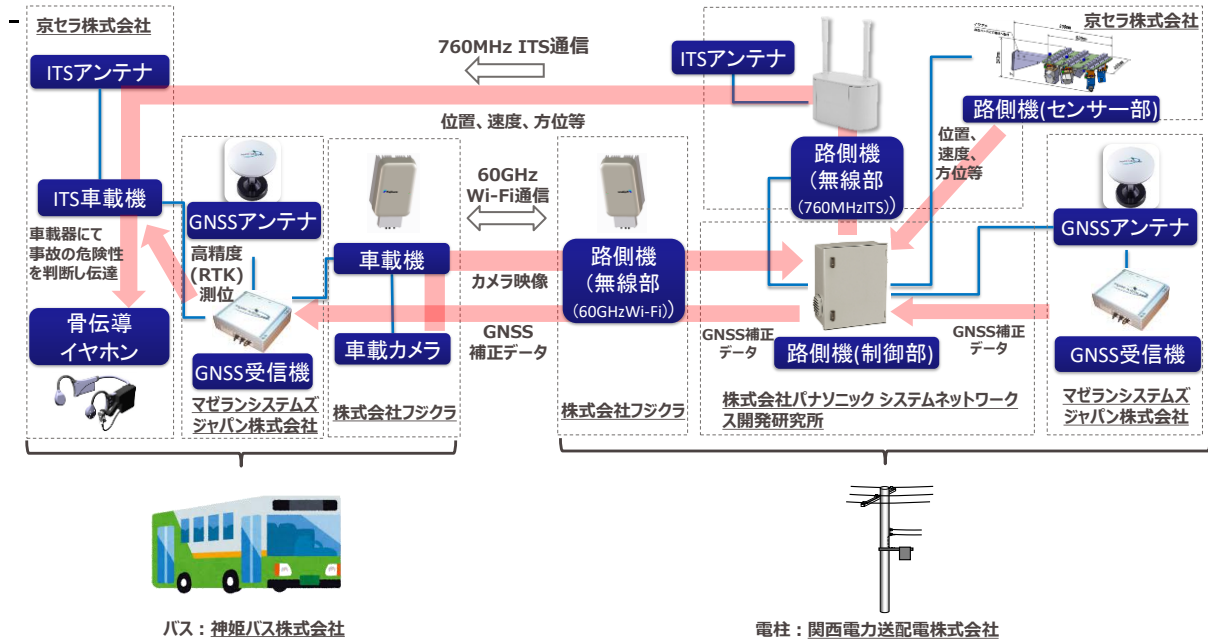 -
京セラ株式会社
ITSアンテナ
ITS車載機
車載器にて
事故の危険性
を判断し伝達
骨伝導
イヤホン
760MHz ITS通信
位置、速度、方位等
GNSSアンテナ
高精度
(RTK)
測位
GNSS受信機
マゼランシステムズ
ジャパン株式会社
車載機
車載カメラ
株式会社フジクラ
60GHz
Wi-Fi通信
カメラ映像
GNSS
補正データ
路側機
(無線部
(60GHzWi-Fi))
株式会社フジクラ
京セラ株式会社
ITSアンテナ
路側機(センサー部)
位置、
速度、
方位等
路側機
(無線部
(760MHzITS))
GNSS補正
データ
路側機(制御部)
株式会社パナソニック システムネットワーク
ス開発研究所
GNSSアンテナ
GNSS補正
データ
GNSS受信機
マゼランシステムズ
ジャパン株式会社
バス：神姫バス株式会社
電柱：関西電力送配電株式会社